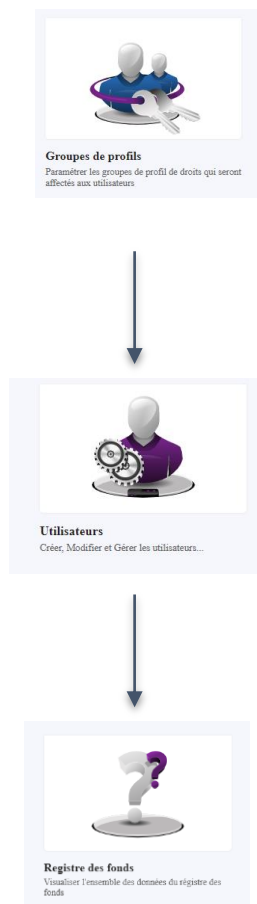 Groupes de profils
Paramétrer les groupes de profil de droits qui seront
affectés aux utilisateurs
Utilisateurs
Créer, Modifier et Gérer les utilisateurs...
Registre des fonds
Visualiser l'ensemble des données du régistre des
fonds